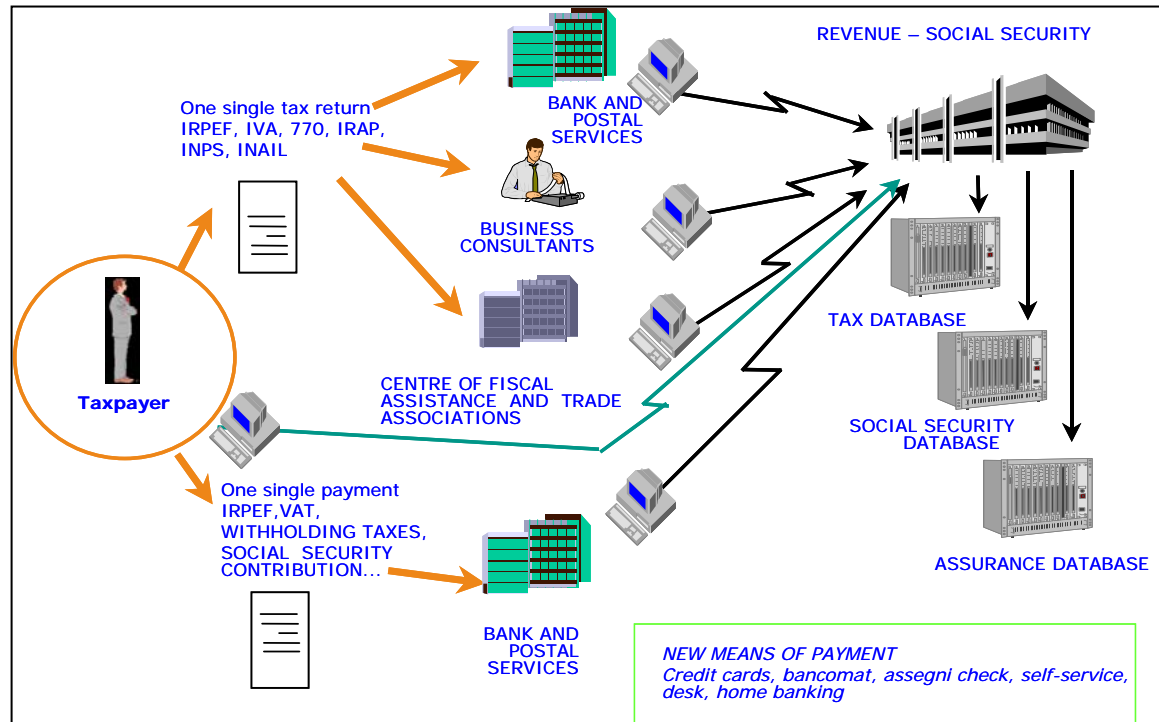 REVENUE – SOCIAL SECURITY
One single tax return
IRPEF, IVA, 770, IRAP,
INPS, INAIL
BANK AND
POSTAL
SERVICES
BUSINESS
CONSULTANTS
TAX DATABASE
Taxpayer
CENTRE OF FISCAL
ASSISTANCE AND TRADE
ASSOCIATIONS
SOCIAL SECURITY
DATABASE
One single payment
IRPEF,VAT,
WITHHOLDING TAXES,
SOCIAL SECURITY
CONTRIBUTION...
ASSURANCE DATABASE
BANK AND
POSTAL
SERVICES
NEW MEANS OF PAYMENT
Credit cards, bancomat, assegni check, self-service,
desk, home banking